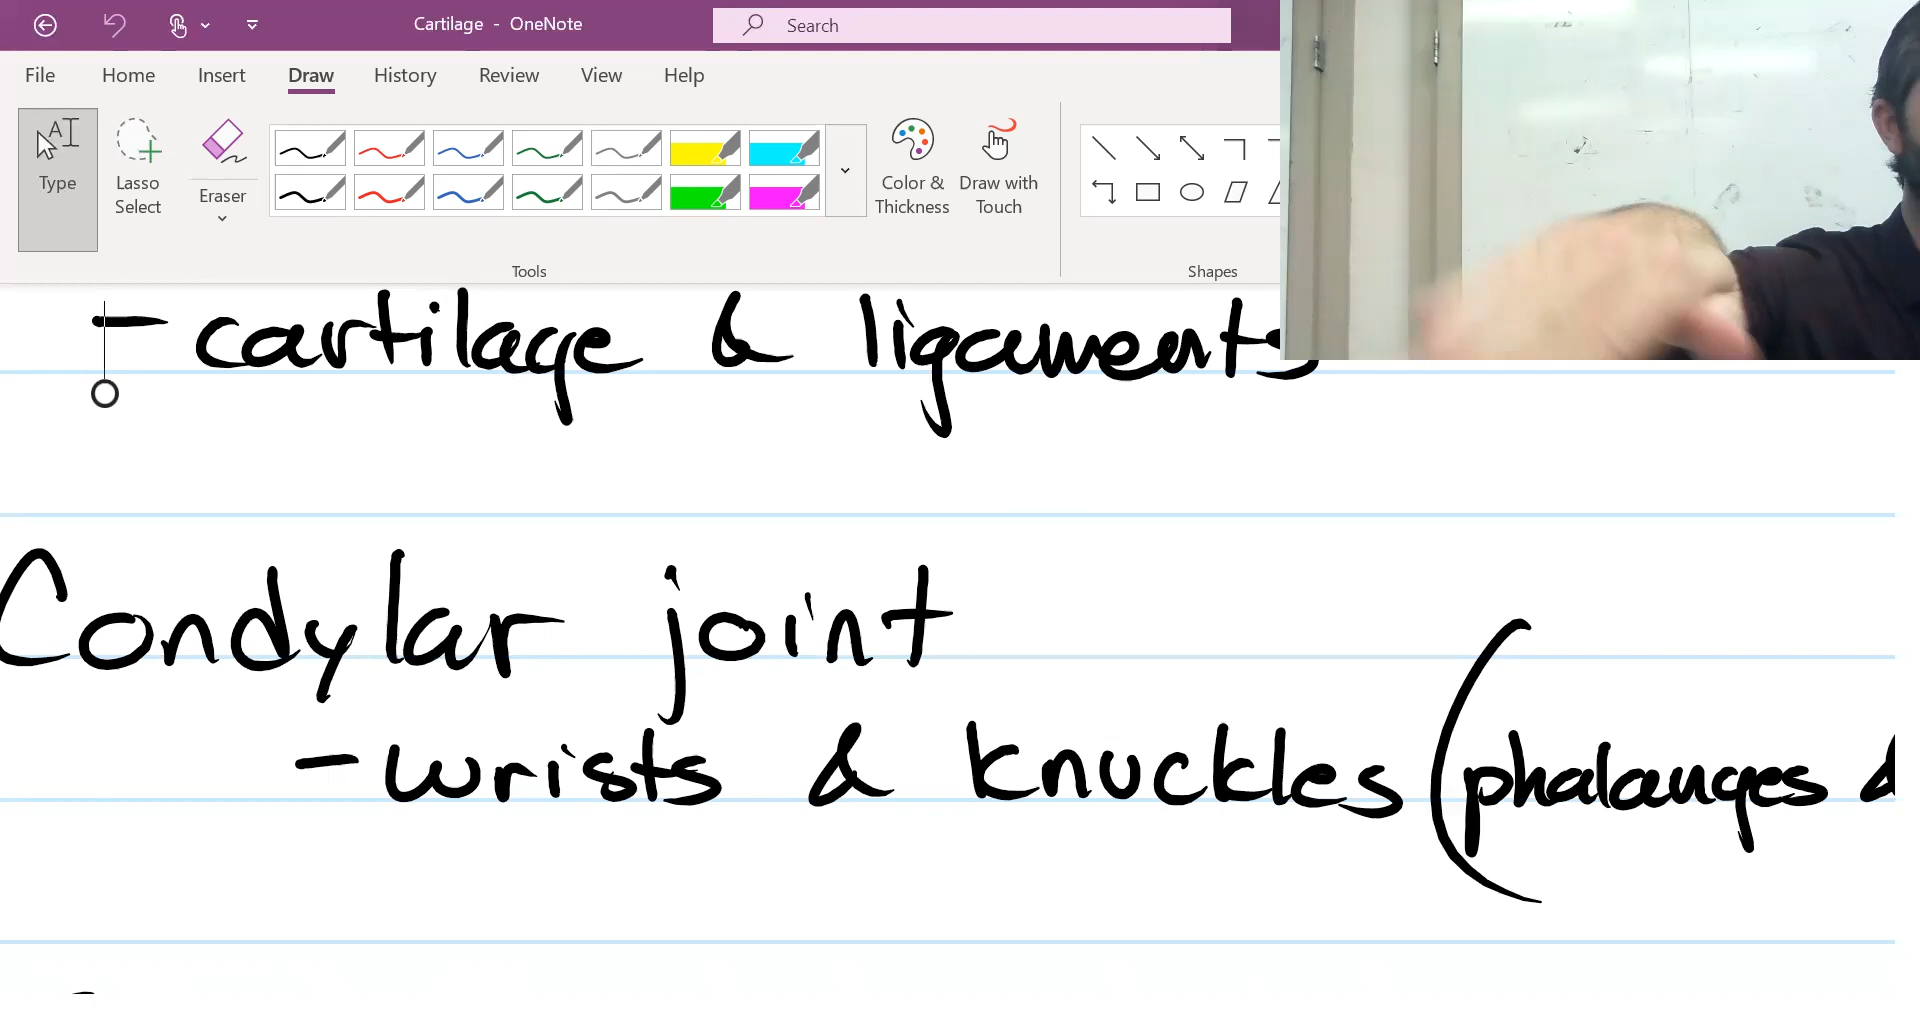 Cartilage - OneNote
Search
File Home Insert Draw History Review View Help
Type
Lasso Select
Eraser
Color & Thickness
Draw with Touch
Tools
Shapes
- cartilage & ligaments
Condylar joint
- wrists & knuckles (phalanges &